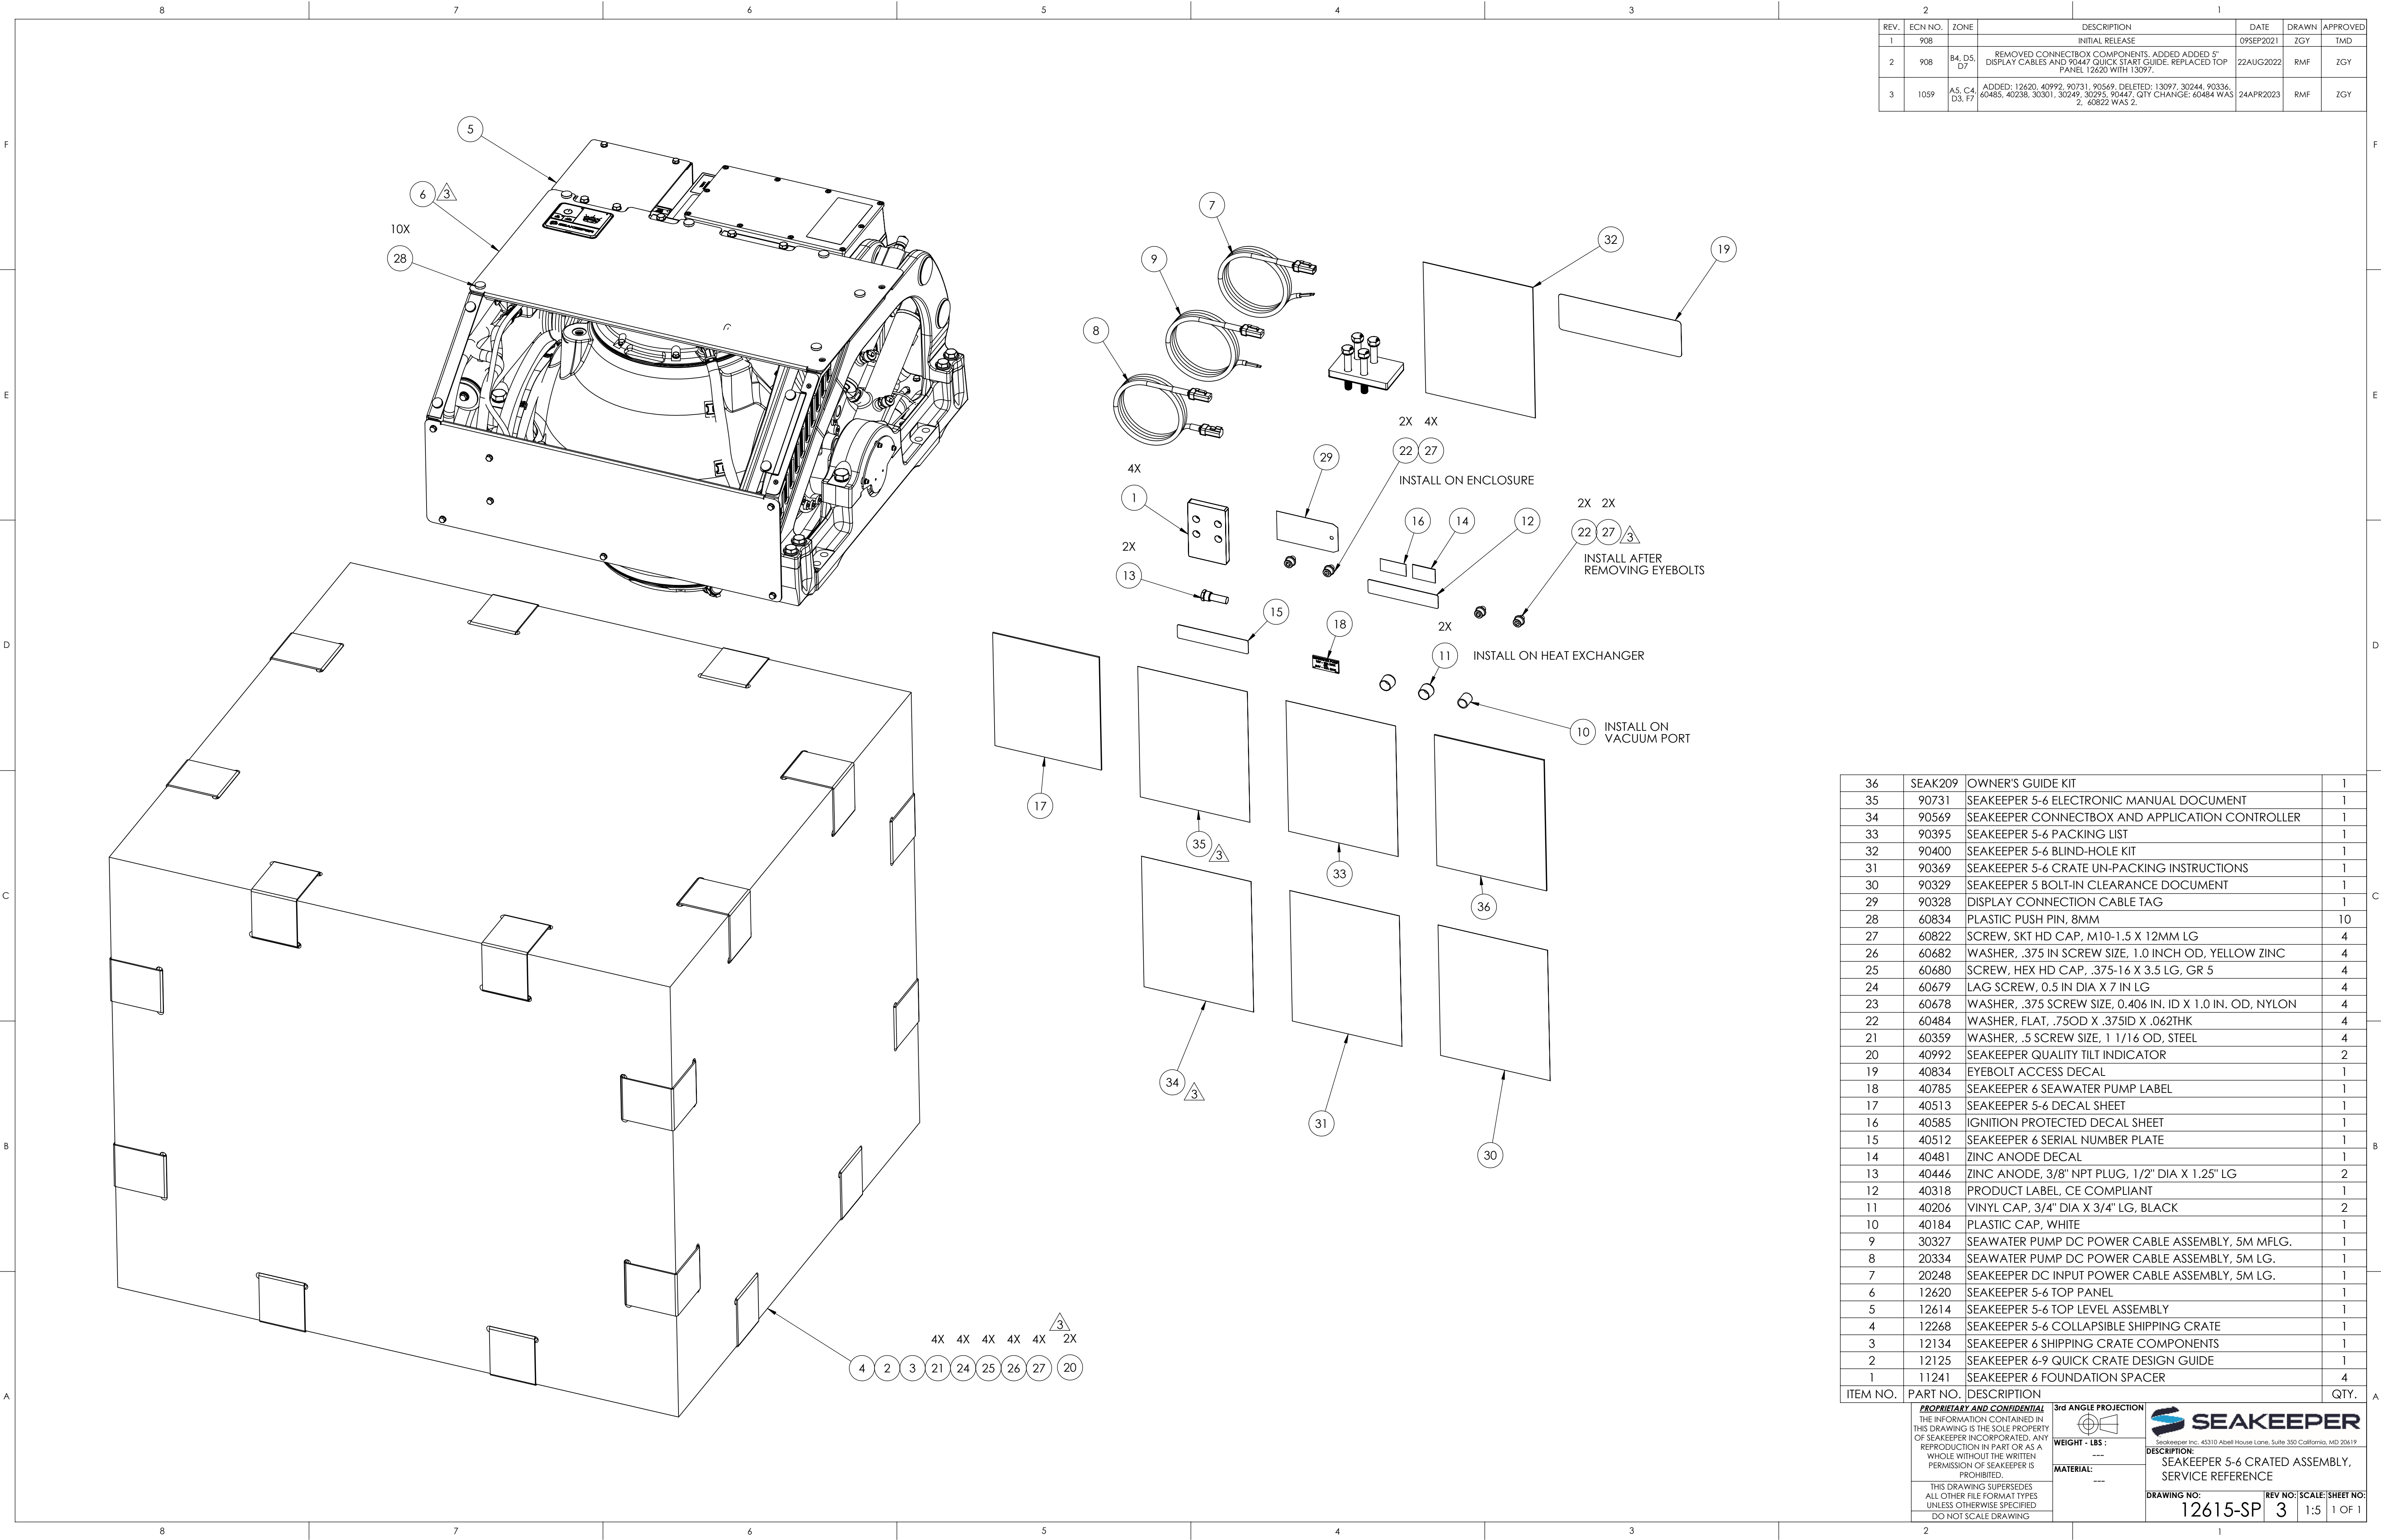 8 7 6 5 4 3 2 1
REV. ECN NO. ZONE DESCRIPTION DATE DRAWN APPROVED
1 908 INITIAL RELEASE 09SEP2021 ZGY TMD
2 908 B4, D5, D7 REMOVED CONNECTBOX COMPONENTS. ADDED ADDED 5" DISPLAY CABLES AND 90447 QUICK START GUIDE. REPLACED TOP PANEL 12620 WITH 13097. 22AUG2022 RMF ZGY
3 1059 A5, C4, D3, F7 ADDED: 12620, 40992, 90731, 90569. DELETED: 13097, 30244, 90336, 60485, 40238, 30301, 30249, 30295, 90447. QTY CHANGE: 60484 WAS 2, 60822 WAS 2. 24APR2023 RMF ZGY
F F
5
6 3
10X
28
7
9
8
32
19
SEAKEEPER
E E
2X 4X
22 27
INSTALL ON ENCLOSURE
29
4X
1
2X
13
16 14 12
2X 2X
22 27 3
INSTALL AFTER
REMOVING EYEBOLTS
15
18
2X
11 INSTALL ON HEAT EXCHANGER
D D
10 INSTALL ON
VACUUM PORT
17
35 3
33
36
C C
34 3
31
30
B B
3
4X 4X 4X 4X 4X 2X
4 2 3 21 24 25 26 27 20
A A
36 SEAK209 OWNER'S GUIDE KIT 1
35 90731 SEAKEEPER 5-6 ELECTRONIC MANUAL DOCUMENT 1
34 90569 SEAKEEPER CONNECTBOX AND APPLICATION CONTROLLER 1
33 90395 SEAKEEPER 5-6 PACKING LIST 1
32 90400 SEAKEEPER 5-6 BLIND-HOLE KIT 1
31 90369 SEAKEEPER 5-6 CRATE UN-PACKING INSTRUCTIONS 1
30 90329 SEAKEEPER 5 BOLT-IN CLEARANCE DOCUMENT 1
29 90328 DISPLAY CONNECTION CABLE TAG 1
28 60834 PLASTIC PUSH PIN, 8MM 10
27 60822 SCREW, SKT HD CAP, M10-1.5 X 12MM LG 4
26 60682 WASHER, .375 IN SCREW SIZE, 1.0 INCH OD, YELLOW ZINC 4
25 60680 SCREW, HEX HD CAP, .375-16 X 3.5 LG, GR 5 4
24 60679 LAG SCREW, 0.5 IN DIA X 7 IN LG 4
23 60678 WASHER, .375 SCREW SIZE, 0.406 IN. ID X 1.0 IN. OD, NYLON 4
22 60484 WASHER, FLAT, .75OD X .375ID X .062THK 4
21 60359 WASHER, .5 SCREW SIZE, 1 1/16 OD, STEEL 4
20 40992 SEAKEEPER QUALITY TILT INDICATOR 2
19 40834 EYEBOLT ACCESS DECAL 1
18 40785 SEAKEEPER 6 SEAWATER PUMP LABEL 1
17 40513 SEAKEEPER 5-6 DECAL SHEET 1
16 40585 IGNITION PROTECTED DECAL SHEET 1
15 40512 SEAKEEPER 6 SERIAL NUMBER PLATE 1
14 40481 ZINC ANODE DECAL 1
13 40446 ZINC ANODE, 3/8" NPT PLUG, 1/2" DIA X 1.25" LG 2
12 40318 PRODUCT LABEL, CE COMPLIANT 1
11 40206 VINYL CAP, 3/4" DIA X 3/4" LG, BLACK 2
10 40184 PLASTIC CAP, WHITE 1
9 30327 SEAWATER PUMP DC POWER CABLE ASSEMBLY, 5M MFLG. 1
8 20334 SEAWATER PUMP DC POWER CABLE ASSEMBLY, 5M LG. 1
7 20248 SEAKEEPER DC INPUT POWER CABLE ASSEMBLY, 5M LG. 1
6 12620 SEAKEEPER 5-6 TOP PANEL 1
5 12614 SEAKEEPER 5-6 TOP LEVEL ASSEMBLY 1
4 12268 SEAKEEPER 5-6 COLLAPSIBLE SHIPPING CRATE 1
3 12134 SEAKEEPER 6 SHIPPING CRATE COMPONENTS 1
2 12125 SEAKEEPER 6-9 QUICK CRATE DESIGN GUIDE 1
1 11241 SEAKEEPER 6 FOUNDATION SPACER 4
ITEM NO. PART NO. DESCRIPTION QTY.
PROPRIETARY AND CONFIDENTIAL
THE INFORMATION CONTAINED IN
THIS DRAWING IS THE SOLE PROPERTY
OF SEAKEEPER INCORPORATED. ANY
REPRODUCTION IN PART OR AS A
WHOLE WITHOUT THE WRITTEN
PERMISSION OF SEAKEEPER IS
PROHIBITED.
THIS DRAWING SUPERSEDES
ALL OTHER FILE FORMAT TYPES
UNLESS OTHERWISE SPECIFIED
DO NOT SCALE DRAWING
3rd ANGLE PROJECTION
WEIGHT - LBS :
---
MATERIAL:
---
SEAKEEPER
Seakeeper Inc. 45310 Abell House Lane, Suite 350 California, MD 20619
DESCRIPTION:
SEAKEEPER 5-6 CRATED ASSEMBLY,
SERVICE REFERENCE
DRAWING NO: REV NO: SCALE: SHEET NO:
12615-SP 3 1:5 1 OF 1
8 7 6 5 4 3 2 1